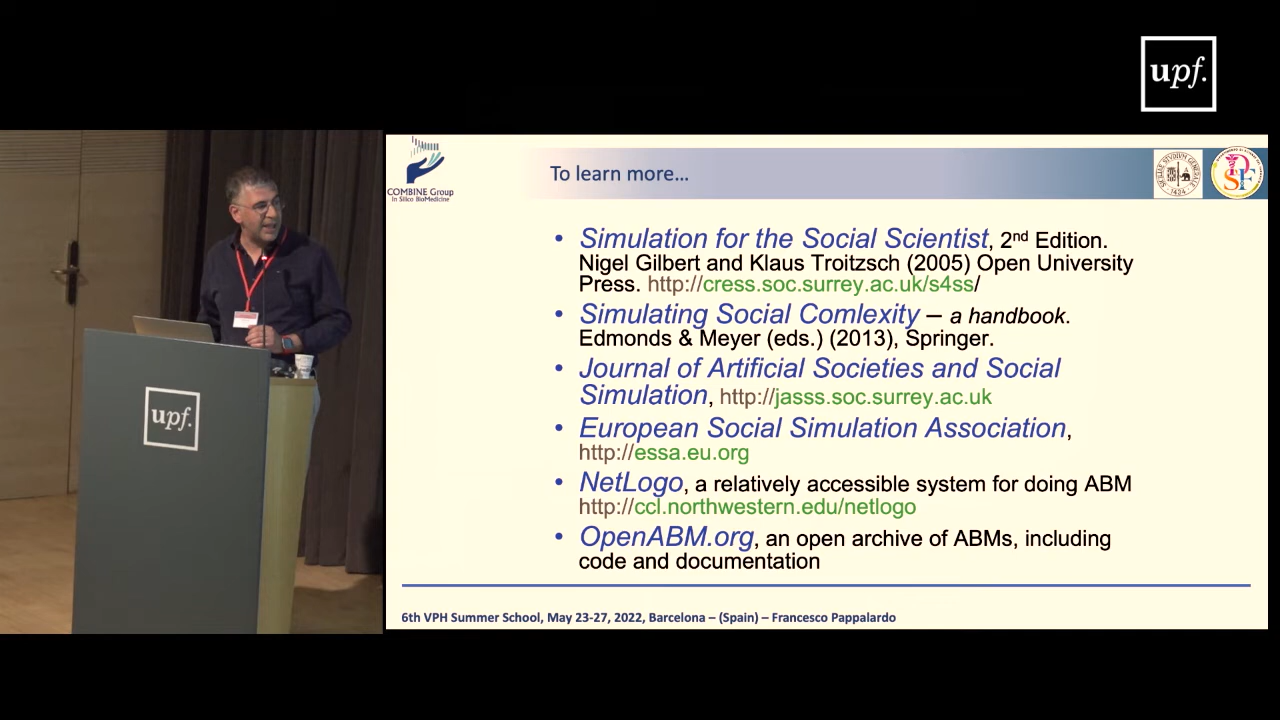 upf.
COMBINE Group
In Silico BioMedicine
To learn more...
• Simulation for the Social Scientist, 2nd Edition.
Nigel Gilbert and Klaus Troitzsch (2005) Open University
Press. http://cress.soc.surrey.ac.uk/s4ss/
• Simulating Social Comlexity – a handbook.
Edmonds & Meyer (eds.) (2013), Springer.
• Journal of Artificial Societies and Social
Simulation, http://jasss.soc.surrey.ac.uk
• European Social Simulation Association,
http://essa.eu.org
• NetLogo, a relatively accessible system for doing ABM
http://ccl.northwestern.edu/netlogo
• OpenABM.org, an open archive of ABMs, including
code and documentation
6th VPH Summer School, May 23-27, 2022, Barcelona – (Spain) – Francesco Pappalardo
upf.